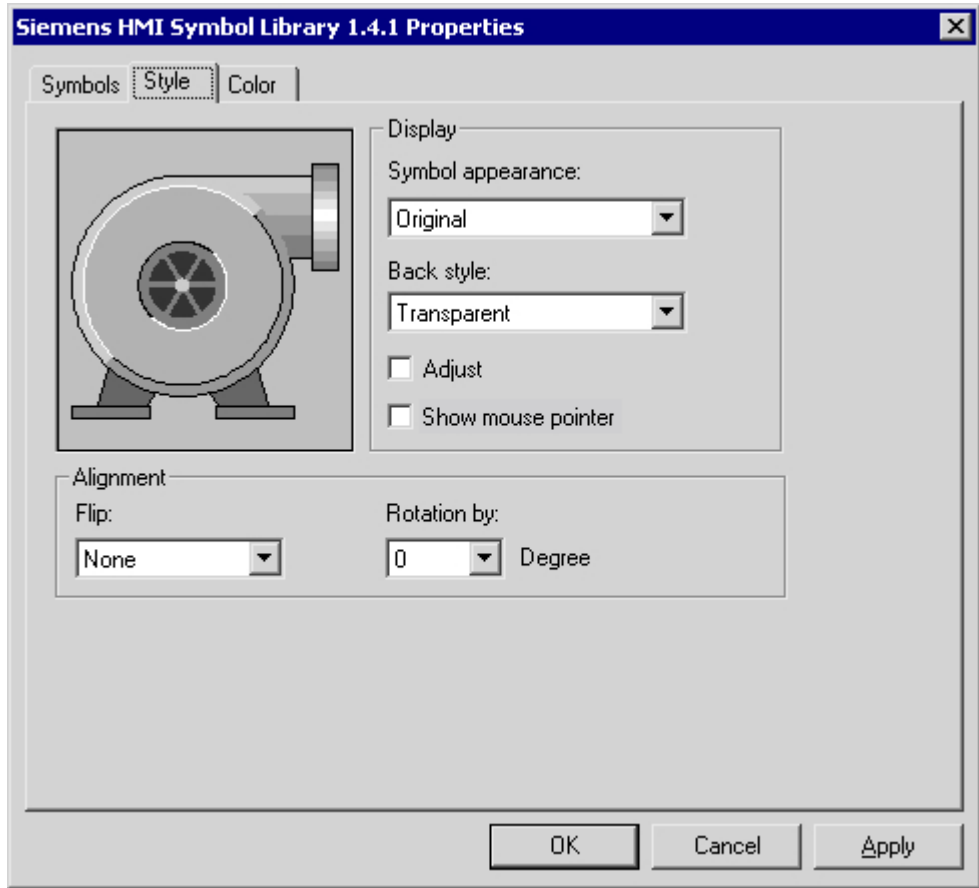 Siemens HMI Symbol Library 1.4.1 Properties
Symbols Style Color
Display
Symbol appearance:
Original
Back style:
Transparent
Adjust
Show mouse pointer
Alignment
Flip: Rotation by:
None 0 Degree
OK Cancel Apply